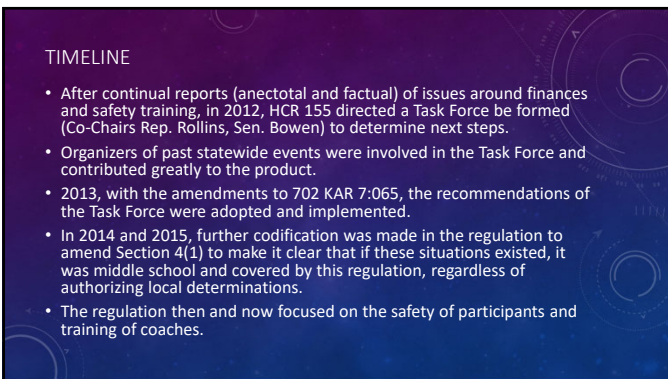 TIMELINE
• After continual reports (anectotal and factual) of issues around finances
and safety training, in 2012, HCR 155 directed a Task Force be formed
(Co-Chairs Rep. Rollins, Sen. Bowen) to determine next steps.
• Organizers of past statewide events were involved in the Task Force and
contributed greatly to the product.
• 2013, with the amendments to 702 KAR 7:065, the recommendations of
the Task Force were adopted and implemented.
• In 2014 and 2015, further codification was made in the regulation to
amend Section 4(1) to make it clear that if these situations existed, it
was middle school and covered by this regulation, regardless of
authorizing local determinations.
• The regulation then and now focused on the safety of participants and
training of coaches.